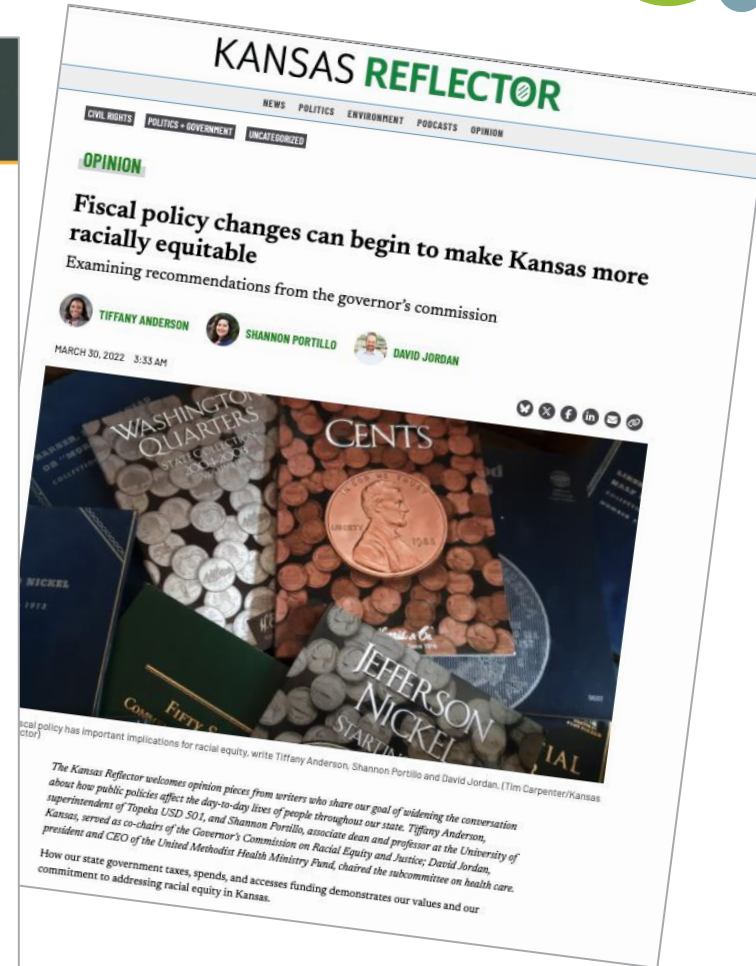 KANSAS REFLECTOR
NEWS POLITICS ENVIRONMENT PODCASTS OPINION
CIVIL RIGHTS POLITICS + GOVERNMENT UNCATEGORIZED
OPINION
Fiscal policy changes can begin to make Kansas more
racially equitable
Examining recommendations from the governor's commission
TIFFANY ANDERSON SHANNON PORTILLO DAVID JORDAN
MARCH 30, 2022 3:33 AM
WASHINGTON
QUARTERS
STATE COLLECTION
CENTS
LIBERTY
1988
NICKEL
JEFFERSON
NICKEL
FIFTY
policy has important implications for racial equity, write Tiffany Anderson, Shannon Portillo and David Jordan. (Tim Carpenter/Kansas
The Kansas Reflector welcomes opinion pieces from writers who share our goal of widening the conversation
about how public policies affect the day-to-day lives of people throughout our state. Tiffany Anderson,
superintendent of Topeka USD 501, and Shannon Portillo, associate dean and professor at the University of
Kansas, served as co-chairs of the Governor's Commission on Racial Equity and Justice; David Jordan,
president and CEO of the United Methodist Health Ministry Fund, chaired the subcommittee on health care.
How our state government taxes, spends, and accesses funding demonstrates our values and our
commitment to addressing racial equity in Kansas.